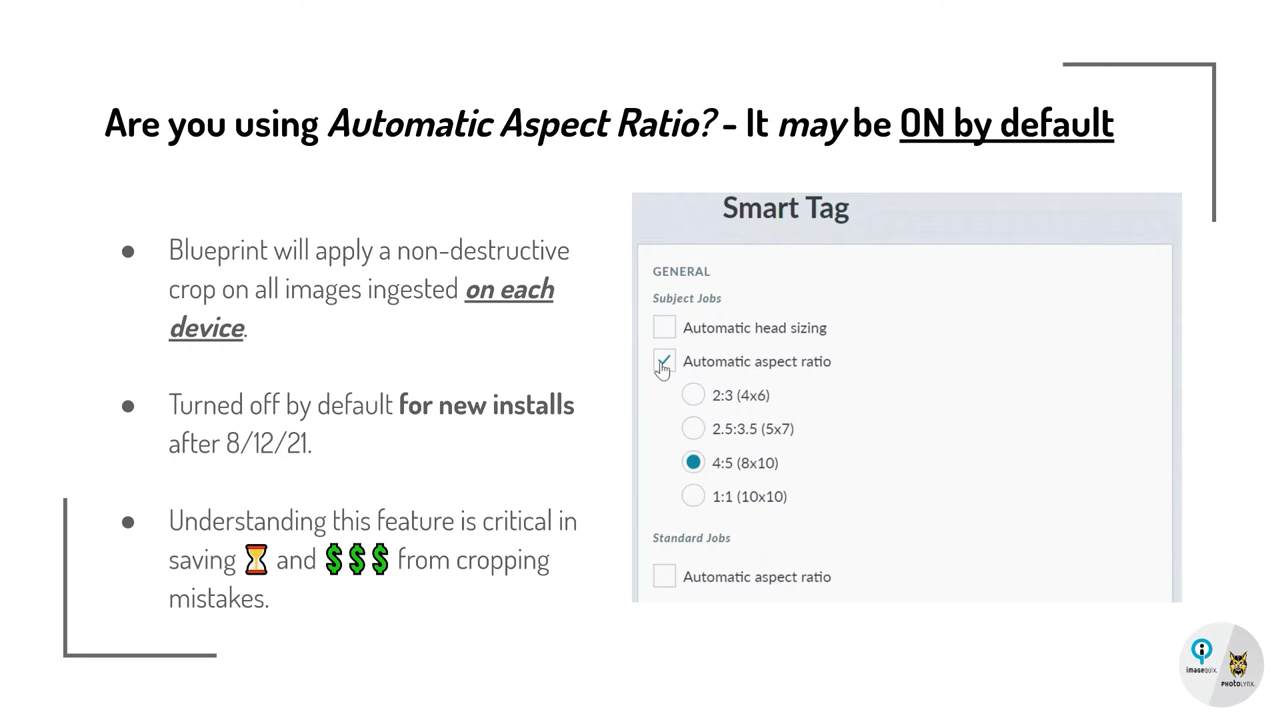 Are you using Automatic Aspect Ratio? - It may be ON by default
● Blueprint will apply a non-destructive
crop on all images ingested on each
device.
● Turned off by default for new installs
after 8/12/21.
● Understanding this feature is critical in
saving ⏳ and 💲💲💲 from cropping
mistakes.
Smart Tag
GENERAL
Subject Jobs
Automatic head sizing
Automatic aspect ratio
2:3 (4x6)
2.5:3.5 (5x7)
4:5 (8x10)
1:1 (10x10)
Standard Jobs
Automatic aspect ratio
imagequix.
PHOTOLYNX.